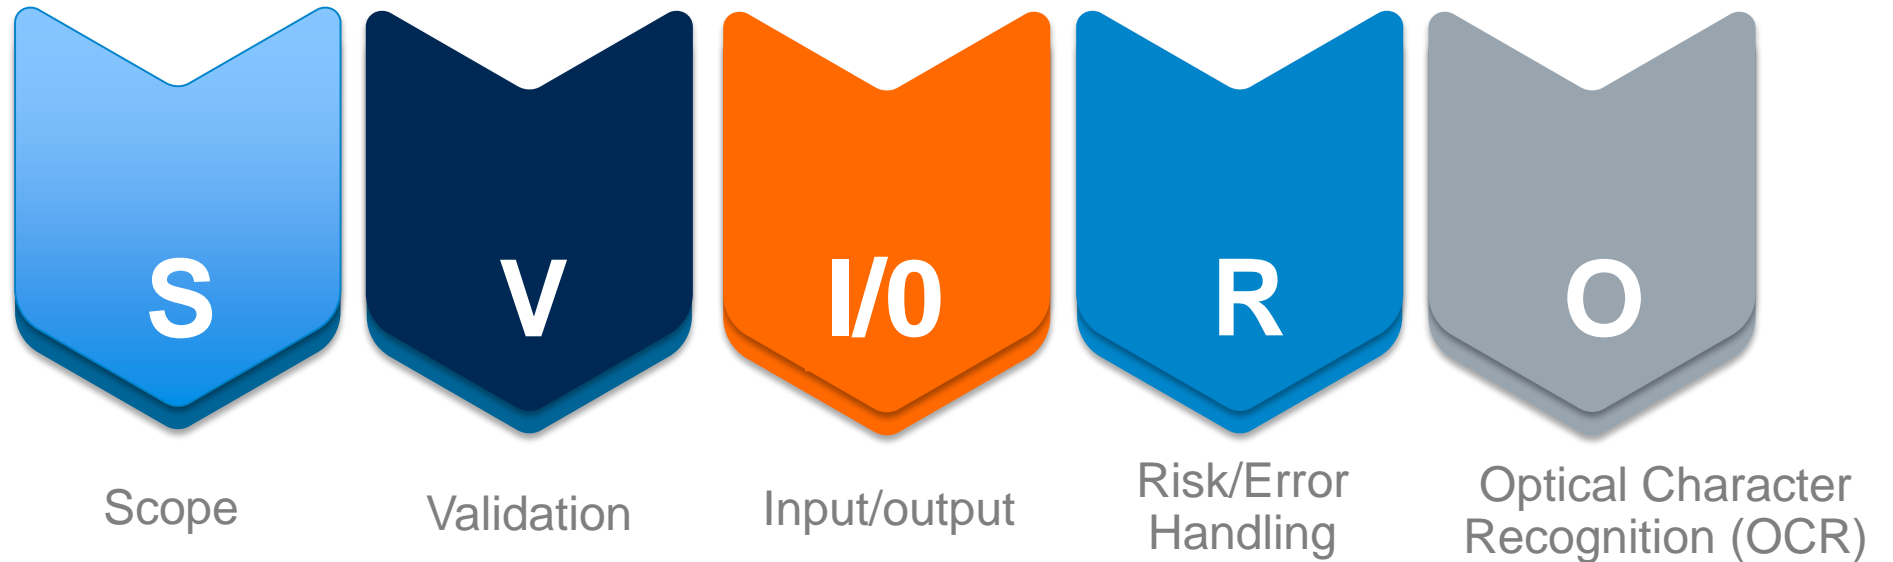 S
V
I/0
R
O
Scope
Validation
Input/output
Risk/Error
Handling
Optical Character
Recognition (OCR)